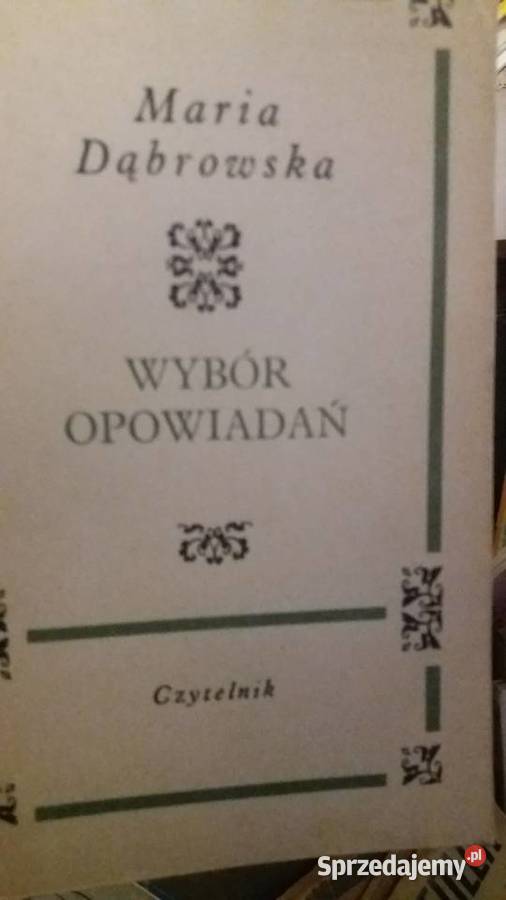 Maria
Dąbrowska
WYBÓR
OPOWIADAŃ
Czytelnik
Sprzedajemy.pl